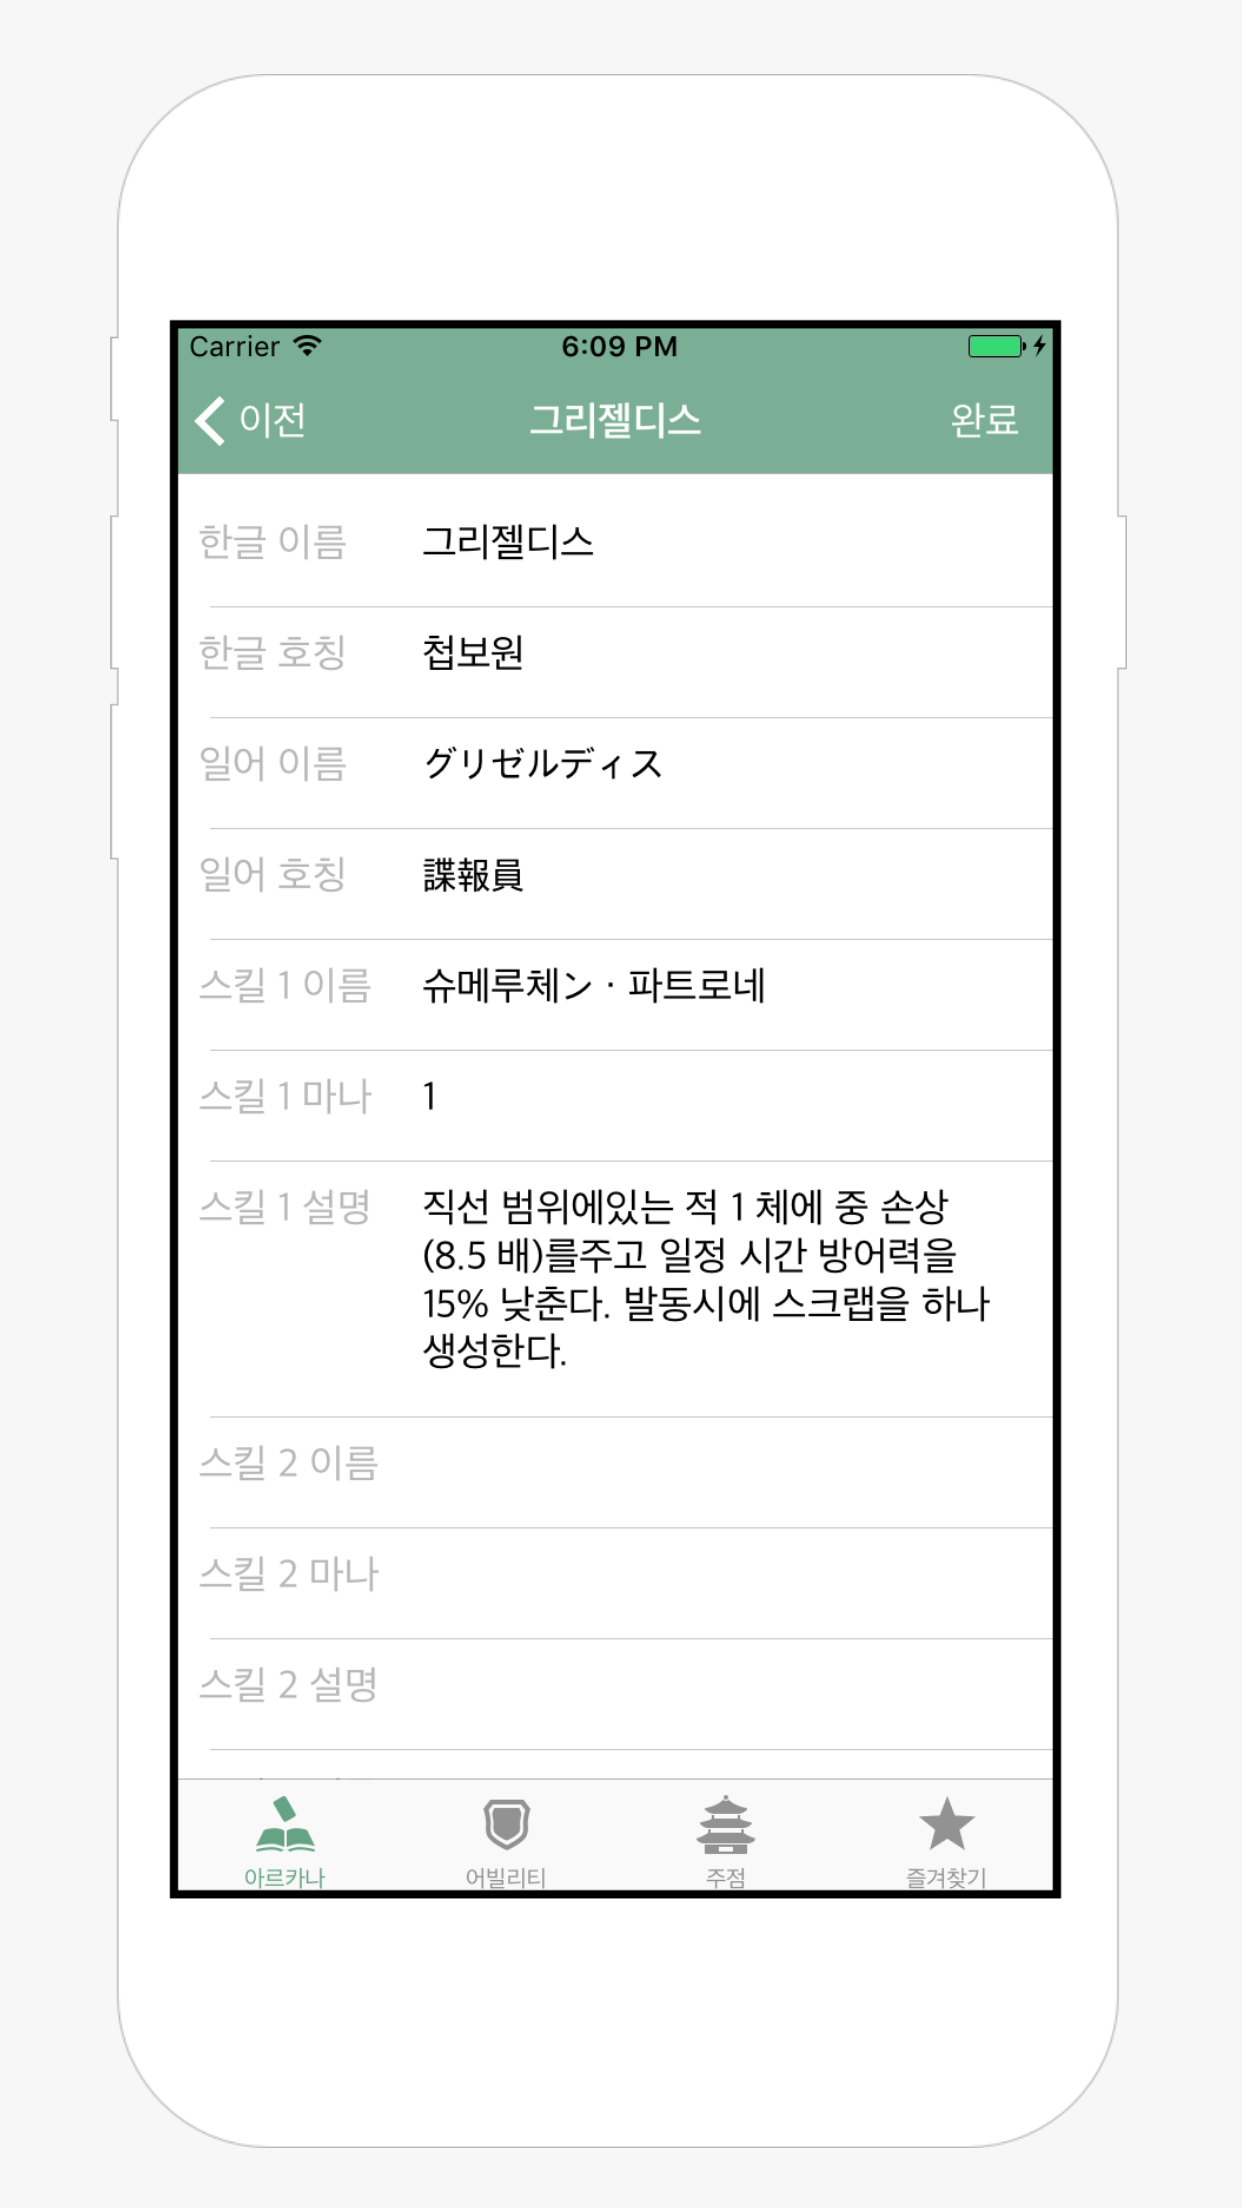 Carrier 6:09 PM
이전 그리젤디스 완료
한글 이름 그리젤디스
한글 호칭 첩보원
일어 이름 グリゼルディス
일어 호칭 諜報員
스킬 1 이름 슈메루체ン · 파트로네
스킬 1 마나 1
스킬 1 설명 직선 범위에있는 적 1 체에 중 손상
(8.5 배)를주고 일정 시간 방어력을
15% 낮춘다. 발동시에 스크랩을 하나
생성한다.
스킬 2 이름
스킬 2 마나
스킬 2 설명
아르카나 어빌리티 주점 즐겨찾기